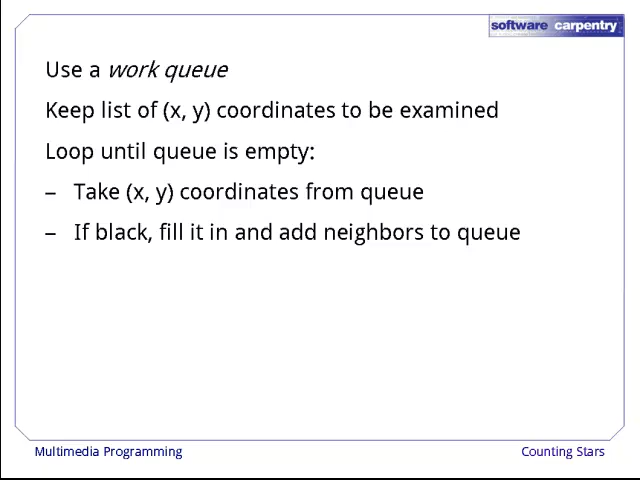 software carpentry
Use a work queue
Keep list of (x, y) coordinates to be examined
Loop until queue is empty:
– Take (x, y) coordinates from queue
– If black, fill it in and add neighbors to queue
Multimedia Programming
Counting Stars